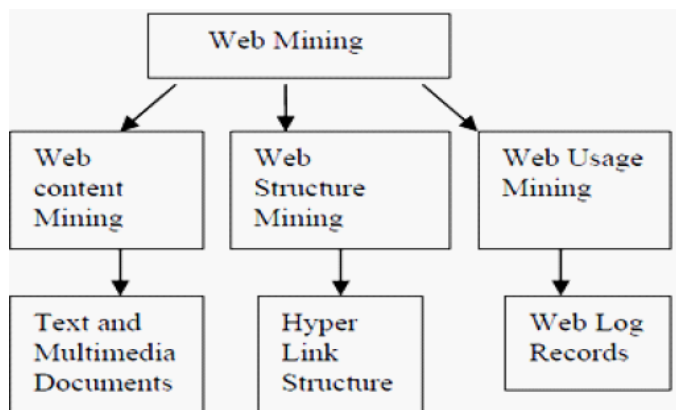 Web Mining
Web
content
Mining
Web
Structure
Mining
Web Usage
Mining
Text and
Multimedia
Documents
Hyper
Link
Structure
Web Log
Records